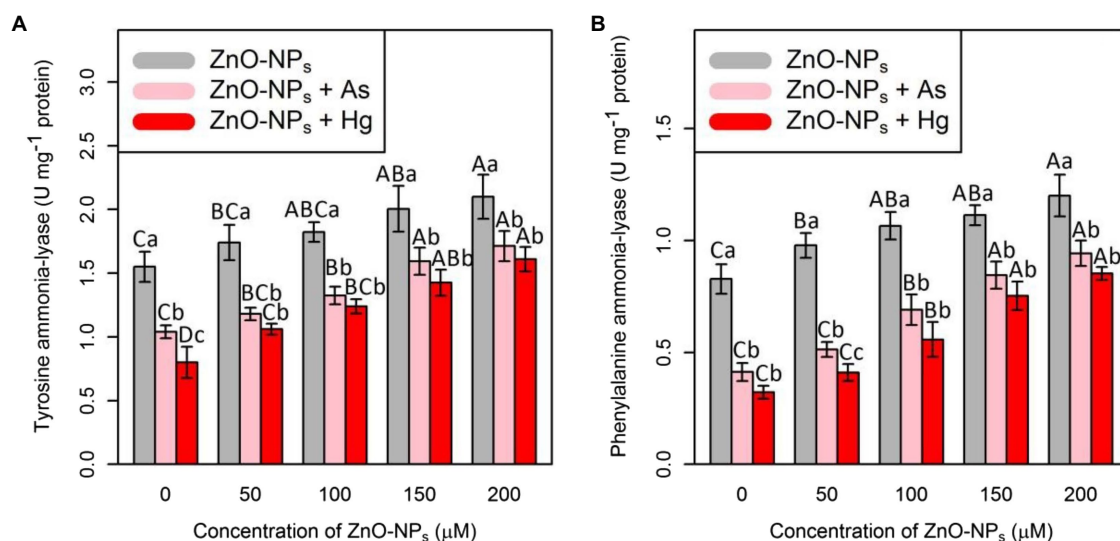 A
Tyrosine ammonia-lyase (U mg⁻¹ protein)
3.0
2.5
2.0
1.5
1.0
0.5
0.0
ZnO-NPₛ
ZnO-NPₛ + As
ZnO-NPₛ + Hg
Ca
Cb
Dc
BCa
BCb
Cb
ABCa
Bb
BCb
ABa
Ab
ABb
Aa
Ab
Ab
0 50 100 150 200
Concentration of ZnO-NPₛ (μM)
B
Phenylalanine ammonia-lyase (U mg⁻¹ protein)
1.5
1.0
0.5
0.0
ZnO-NPₛ
ZnO-NPₛ + As
ZnO-NPₛ + Hg
Ca
Cb
Cb
Ba
Cb
Cc
ABa
Bb
Bb
ABa
Ab
Ab
Aa
Ab
Ab
0 50 100 150 200
Concentration of ZnO-NPₛ (μM)